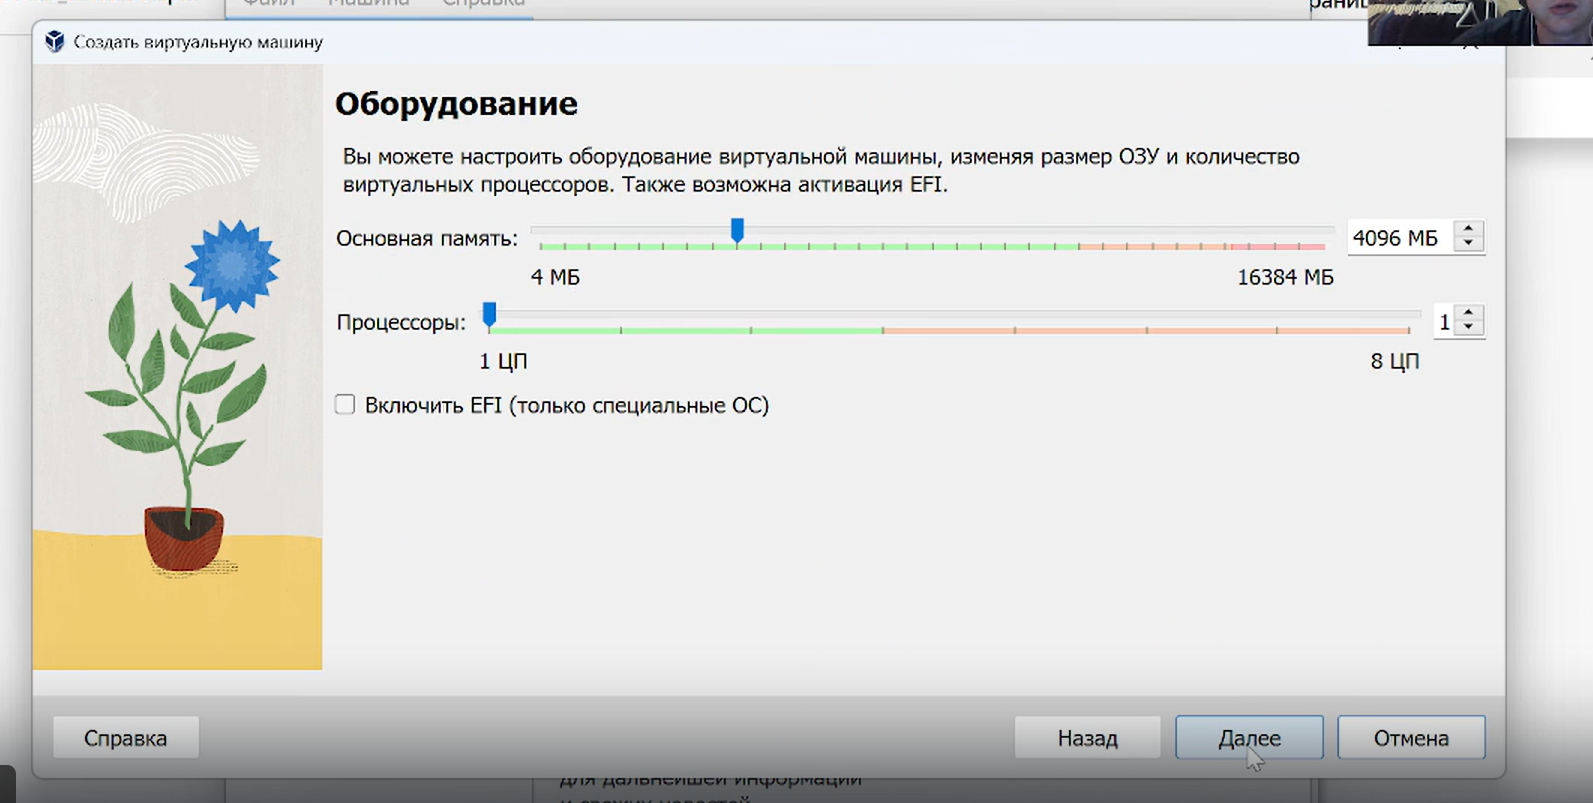 Файл Машина Справка
Создать виртуальную машину
Оборудование
Вы можете настроить оборудование виртуальной машины, изменяя размер ОЗУ и количество
виртуальных процессоров. Также возможна активация EFI.
Основная память:
4096 МБ
4 МБ
16384 МБ
Процессоры:
1
1 ЦП
8 ЦП
Включить EFI (только специальные ОС)
Справка
Назад
Далее
Отмена
для дальнейшей информации
и свежих новостей